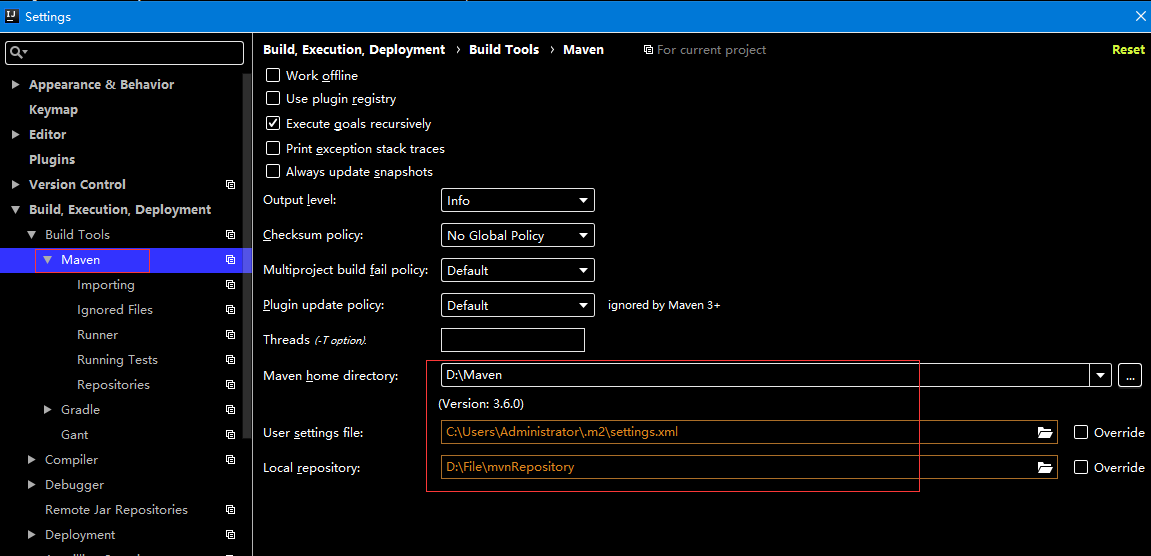 IJ Settings
Build, Execution, Deployment › Build Tools › Maven For current project Reset
Appearance & Behavior
Keymap
Editor
Plugins
Version Control
Build, Execution, Deployment
Build Tools
Maven
Importing
Ignored Files
Runner
Running Tests
Repositories
Gradle
Gant
Compiler
Debugger
Remote Jar Repositories
Deployment
Work offline
Use plugin registry
Execute goals recursively
Print exception stack traces
Always update snapshots
Output level: Info
Checksum policy: No Global Policy
Multiproject build fail policy: Default
Plugin update policy: Default ignored by Maven 3+
Threads (-T option).
Maven home directory: D:\Maven ...
(Version: 3.6.0)
User settings file: C:\Users\Administrator\.m2\settings.xml Override
Local repository: D:\File\mvnRepository Override